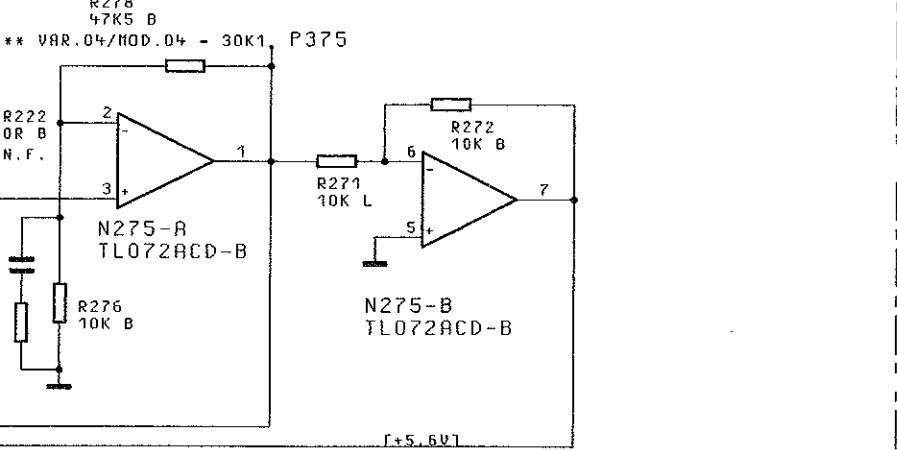 R278
47K5 B
** VAR.04/MOD.04 - 30K1
P375
R222
0R B
N.F.
2
-
3
+
1
N275-A
TL072ACD-B
R271
10K L
R272
10K B
6
-
5
+
7
N275-B
TL072ACD-B
R276
10K B
[+5.6V]